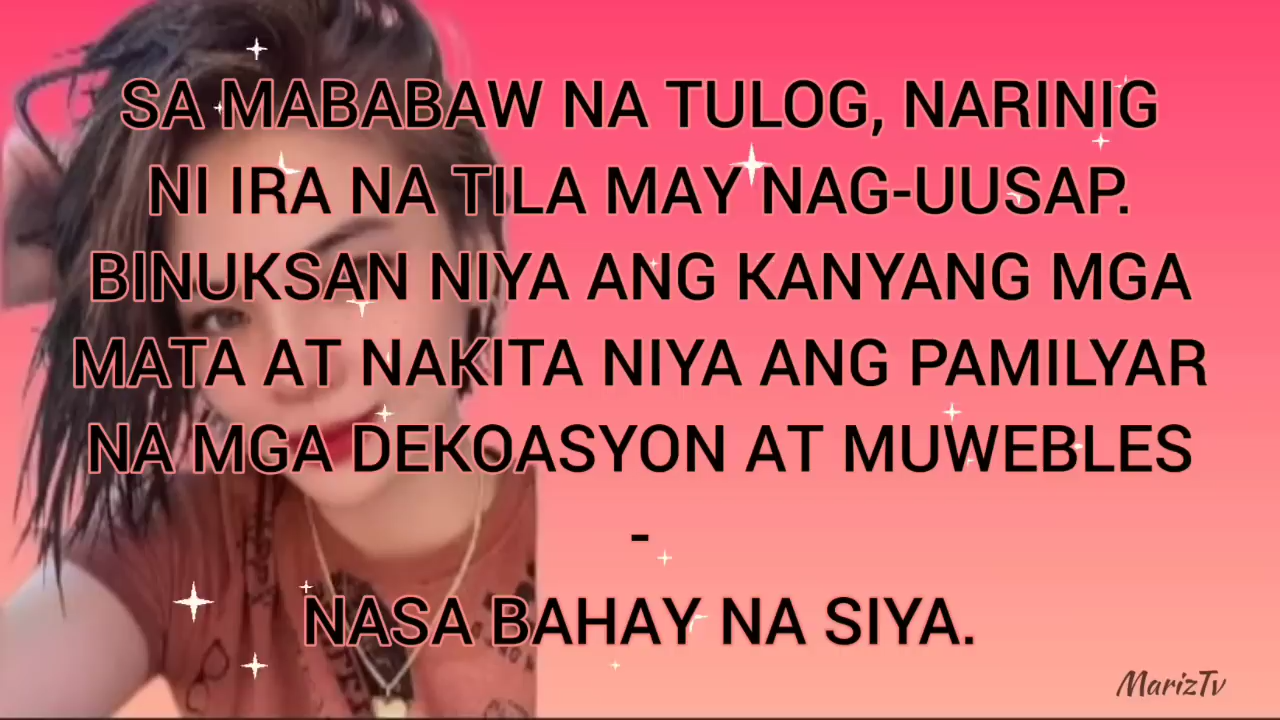 SA MABABAW NA TULOG, NARINIG
NI IRA NA TILA MAY NAG-UUSAP.
BINUKSAN NIYA ANG KANYANG MGA
MATA AT NAKITA NIYA ANG PAMILYAR
NA MGA DEKOASYON AT MUWEBLES
-
NASA BAHAY NA SIYA.
MarizTv